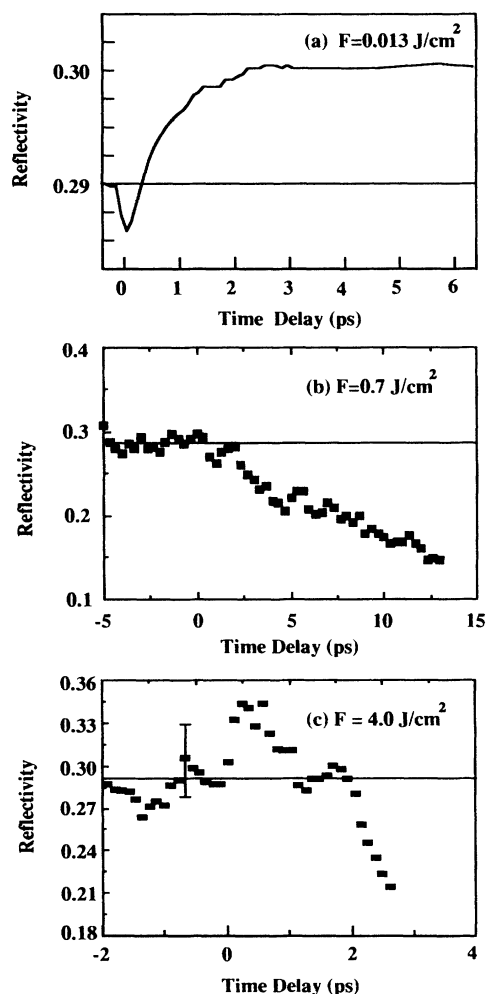 (a) F=0.013 J/cm²
0.30
Reflectivity
0.29
0 1 2 3 4 5 6
Time Delay (ps)
0.4
(b) F=0.7 J/cm²
0.3
Reflectivity
0.2
0.1
-5 0 5 10 15
Time Delay (ps)
0.36
(c) F = 4.0 J/cm²
0.33
0.30
Reflectivity
0.27
0.24
0.21
0.18
-2 0 2 4
Time Delay (ps)